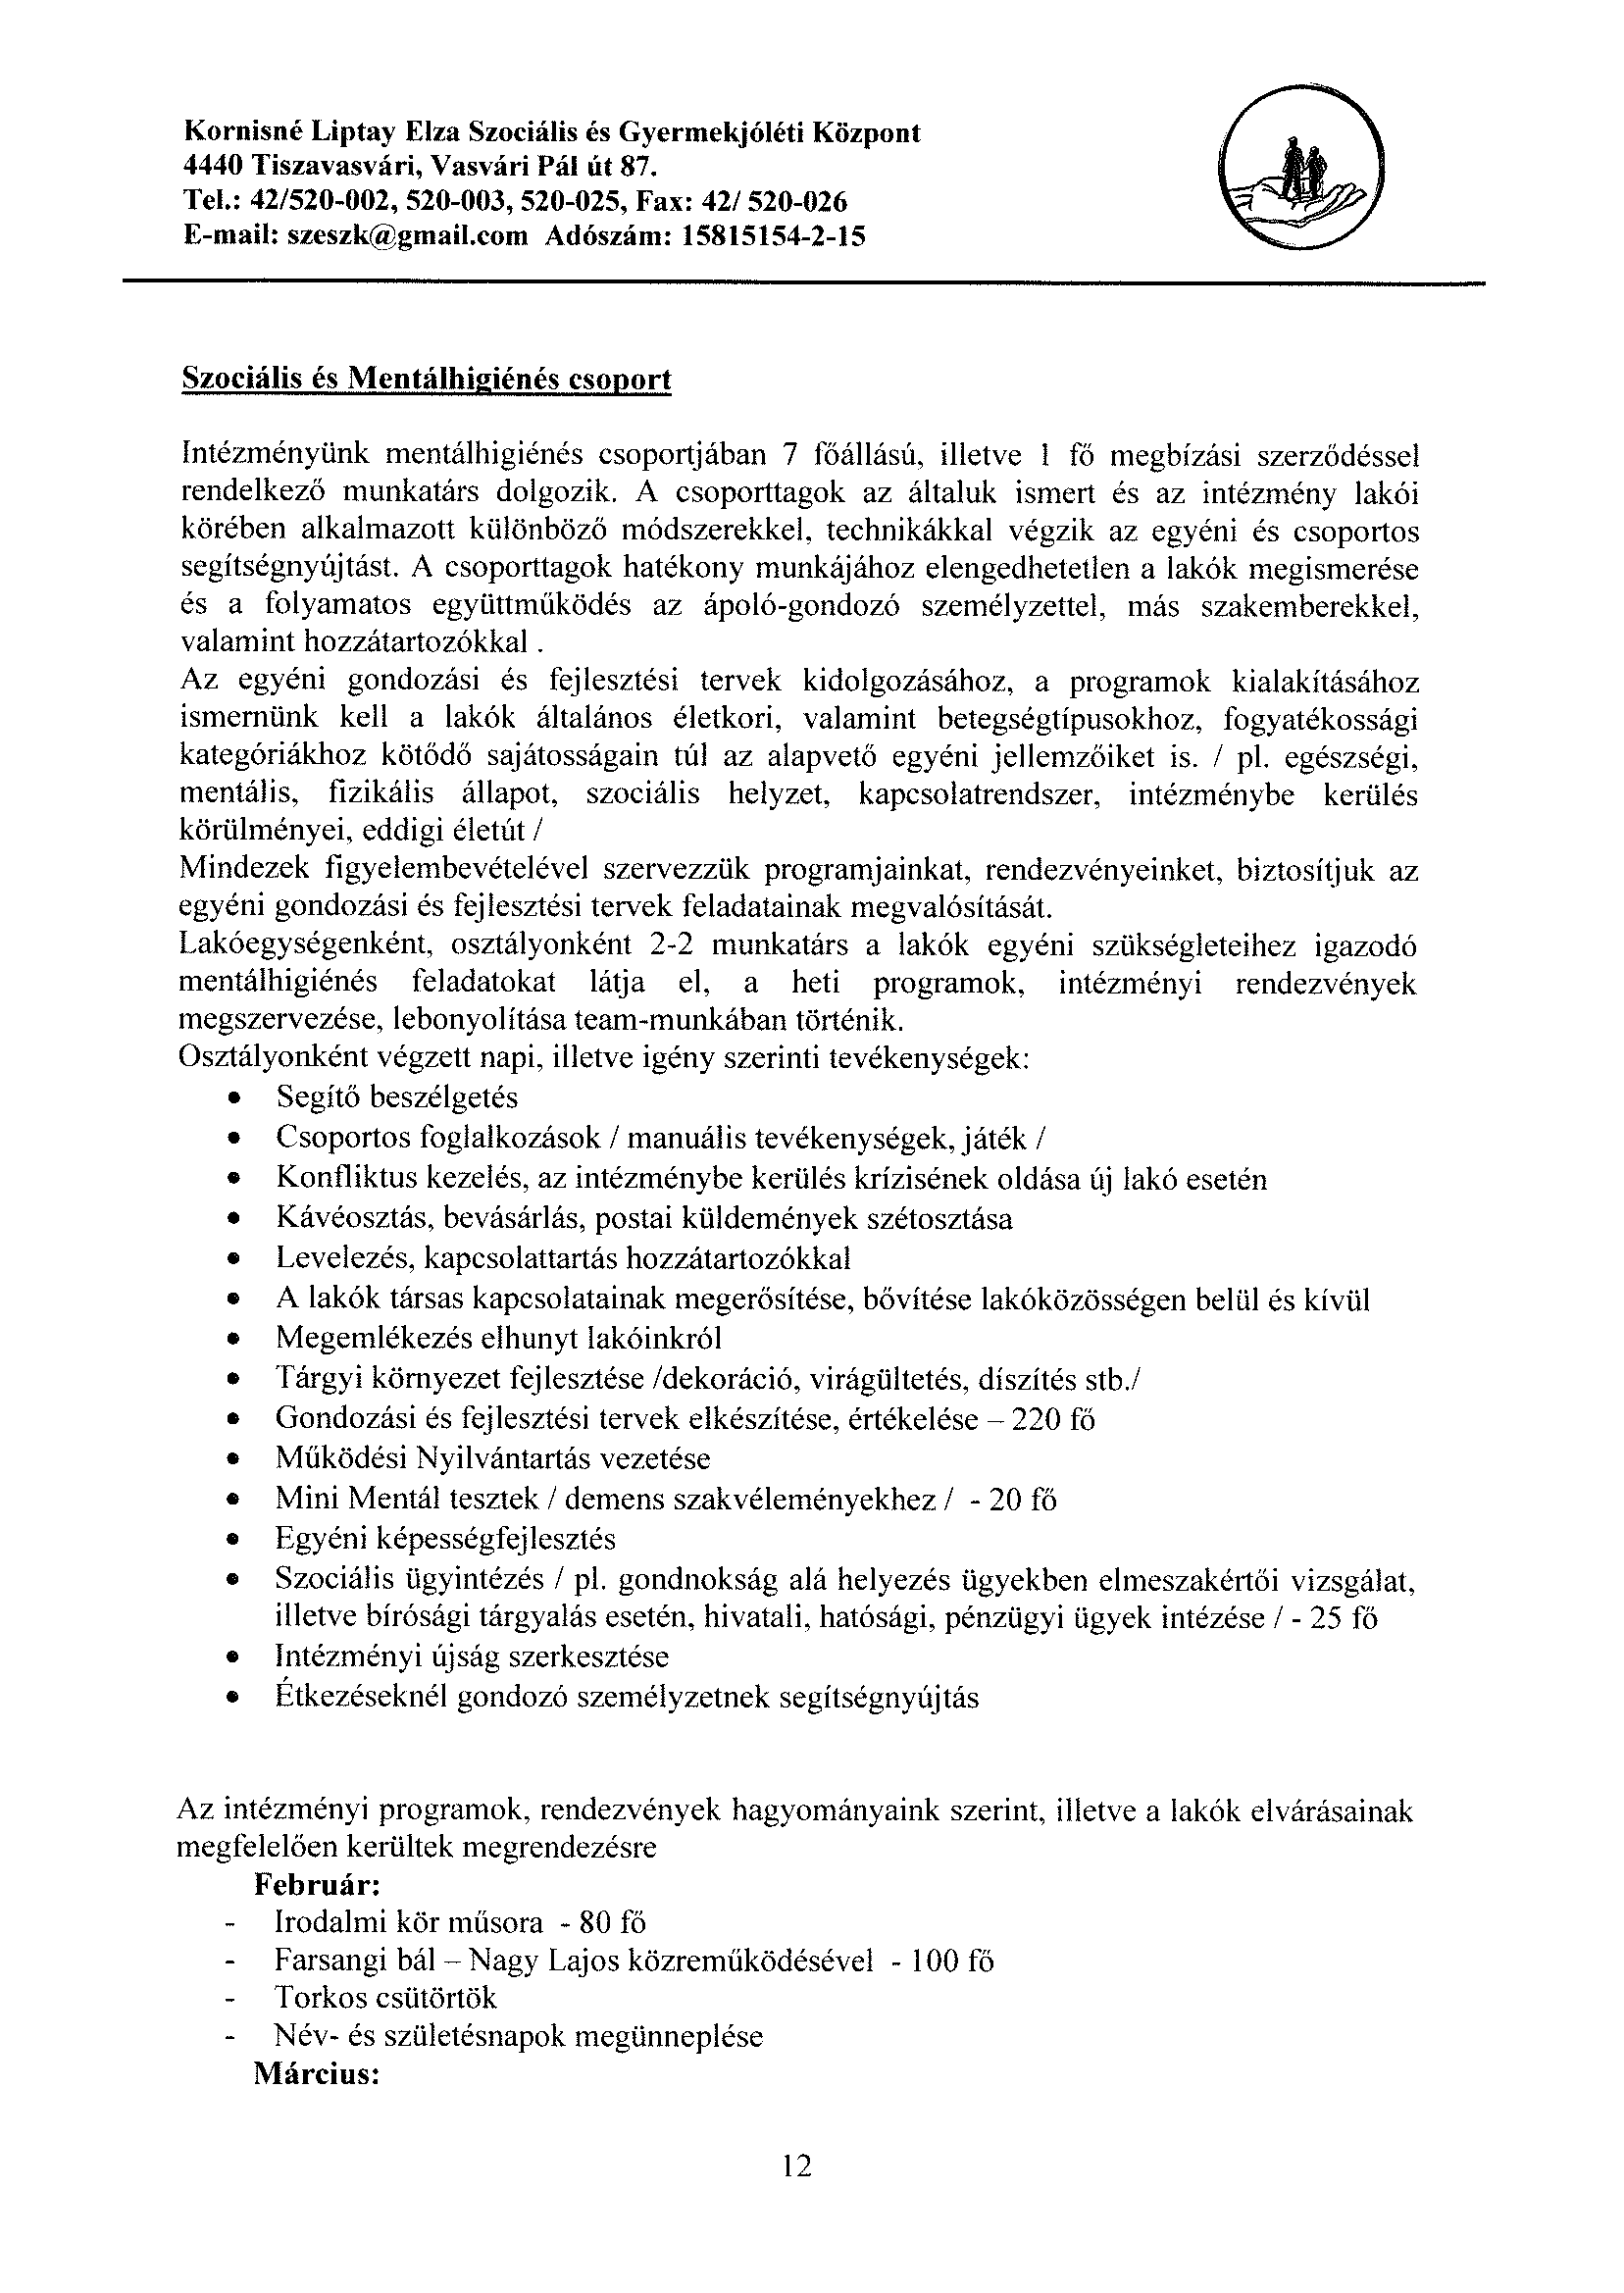 Kornisné Liptay Elza Szociális és Gyermekjóléti Központ
4440 Tiszavasvári, Vasvári Pál út 87.
Tel.: 42/520-002, 520-003, 520-025, Fax: 42/ 520-026
E-mail: szeszk@gmail.com Adószám: 15815154-2-15
Szociális és Mentálhigiénés csoport
Intézményünk mentálhigiénés csoportjában 7 főállású, illetve 1 fő megbízási szerződéssel
rendelkező munkatárs dolgozik. A csoporttagok az általuk ismert és az intézmény lakói
körében alkalmazott különböző módszerekkel, technikákkal végzik az egyéni és csoportos
segítségnyújtást. A csoporttagok hatékony munkájához elengedhetetlen a lakók megismerése
és a folyamatos együttműködés az ápoló-gondozó személyzettel, más szakemberekkel,
valamint hozzátartozókkal .
Az egyéni gondozási és fejlesztési tervek kidolgozásához, a programok kialakításához
ismernünk kell a lakók általános életkori, valamint betegségtípusokhoz, fogyatékossági
kategóriákhoz kötődő sajátosságain túl az alapvető egyéni jellemzőiket is. / pl. egészségi,
mentális, fizikális állapot, szociális helyzet, kapcsolatrendszer, intézménybe kerülés
körülményei, eddigi életút /
Mindezek figyelembevételével szervezzük programjainkat, rendezvényeinket, biztosítjuk az
egyéni gondozási és fejlesztési tervek feladatainak megvalósítását.
Lakóegységenként, osztályonként 2-2 munkatárs a lakók egyéni szükségleteihez igazodó
mentálhigiénés feladatokat látja el, a heti programok, intézményi rendezvények
megszervezése, lebonyolítása team-munkában történik.
Osztályonként végzett napi, illetve igény szerinti tevékenységek:
• Segítő beszélgetés
• Csoportos foglalkozások / manuális tevékenységek, játék /
• Konfliktus kezelés, az intézménybe kerülés krízisének oldása új lakó esetén
• Kávéosztás, bevásárlás, postai küldemények szétosztása
• Levelezés, kapcsolattartás hozzátartozókkal
• A lakók társas kapcsolatainak megerősítése, bővítése lakóközösségen belül és kívül
• Megemlékezés elhunyt lakóinkról
• Tárgyi környezet fejlesztése /dekoráció, virágültetés, díszítés stb./
• Gondozási és fejlesztési tervek elkészítése, értékelése – 220 fő
• Működési Nyilvántartás vezetése
• Mini Mentál tesztek / demens szakvéleményekhez / - 20 fő
• Egyéni képességfejlesztés
• Szociális ügyintézés / pl. gondnokság alá helyezés ügyekben elmeszakértői vizsgálat,
illetve bírósági tárgyalás esetén, hivatali, hatósági, pénzügyi ügyek intézése / - 25 fő
• Intézményi újság szerkesztése
• Étkezéseknél gondozó személyzetnek segítségnyújtás
Az intézményi programok, rendezvények hagyományaink szerint, illetve a lakók elvárásainak
megfelelően kerültek megrendezésre
Február:
- Irodalmi kör műsora - 80 fő
- Farsangi bál – Nagy Lajos közreműködésével - 100 fő
- Torkos csütörtök
- Név- és születésnapok megünneplése
Március:
12